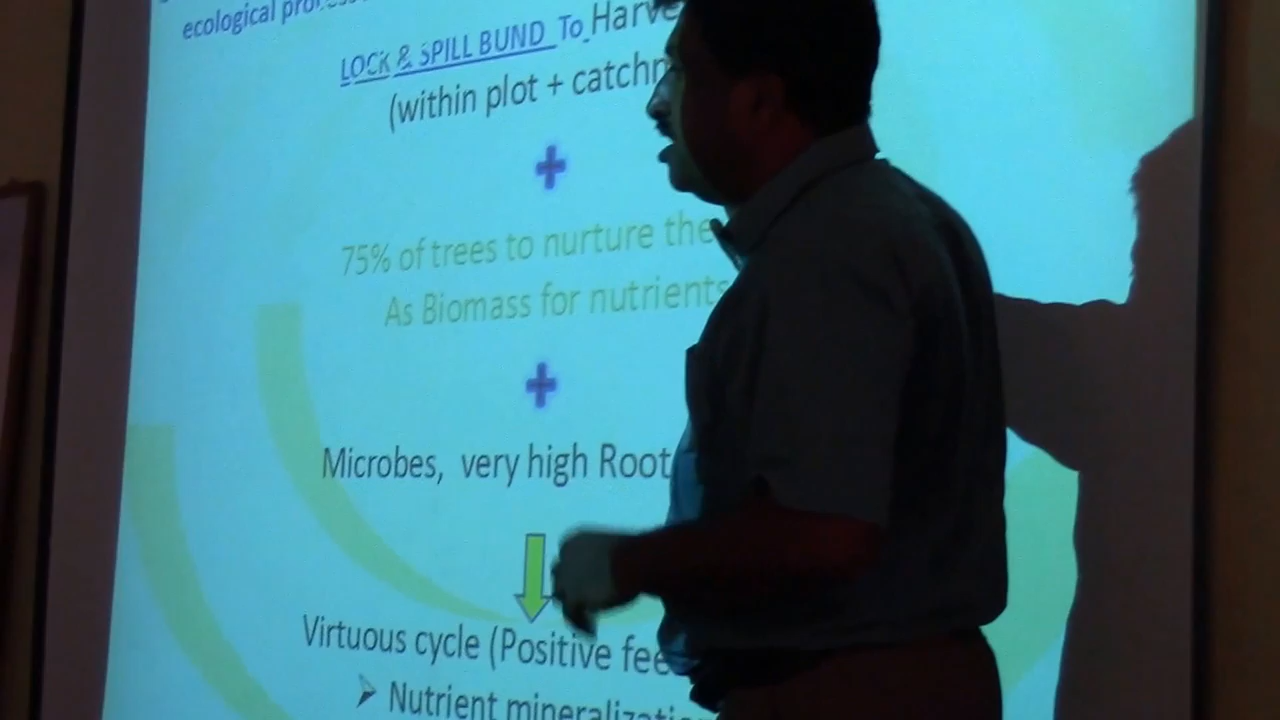 ecological
LOCK & SPILL BUND To Harve
(within plot + catchm
+
75% of trees to nurture the
As Biomass for nutrients
+
Microbes, very high Root
Virtuous cycle (Positive fee
Nutrient mineralization